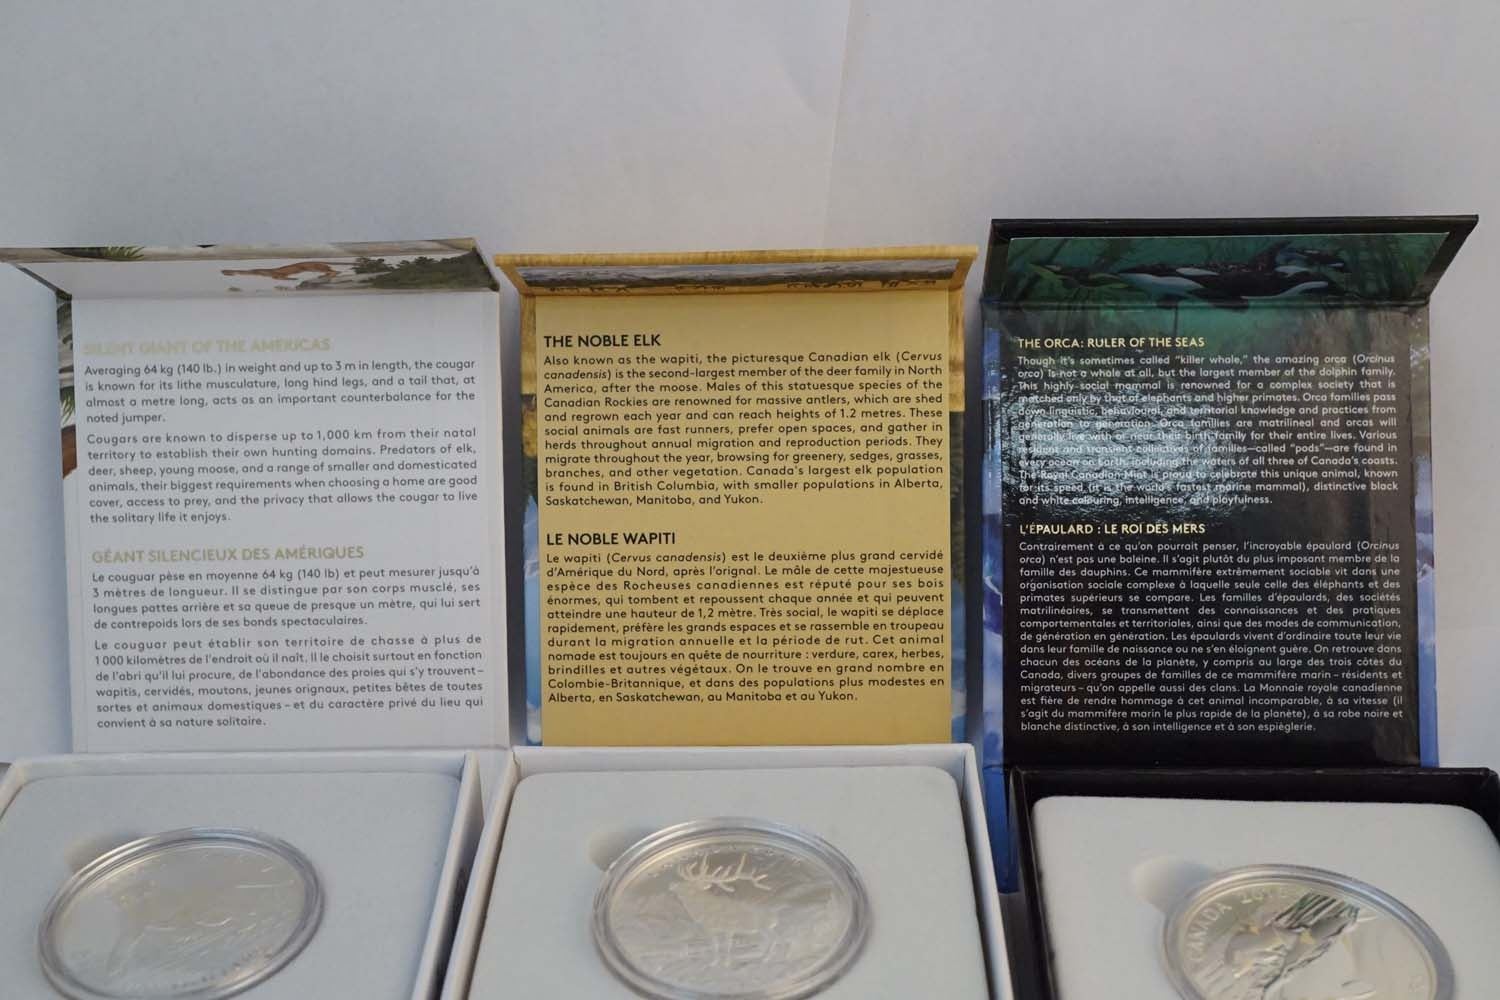 SILENT GIANT OF THE AMERICAS
Averaging 64 kg (140 lb.) in weight and up to 3 m in length, the cougar
is known for its lithe musculature, long hind legs, and a tail that, at
almost a metre long, acts as an important counterbalance for the
noted jumper.
Cougars are known to disperse up to 1,000 km from their natal
territory to establish their own hunting domains. Predators of elk,
deer, sheep, young moose, and a range of smaller and domesticated
animals, their biggest requirements when choosing a home are good
cover, access to prey, and the privacy that allows the cougar to live
the solitary life it enjoys.
GÉANT SILENCIEUX DES AMÉRIQUES
Le couguar pèse en moyenne 64 kg (140 lb) et peut mesurer jusqu'à
3 mètres de longueur. Il se distingue par son corps musclé, ses
longues pattes arrière et sa queue de presque un mètre, qui lui sert
de contrepoids lors de ses bonds spectaculaires.
Le couguar peut établir son territoire de chasse à plus de
1 000 kilomètres de l'endroit où il naît. Il le choisit surtout en fonction
de l'abri qu'il lui procure, de l'abondance des proies qui s'y trouvent –
wapitis, cervidés, moutons, jeunes orignaux, petites bêtes de toutes
sortes et animaux domestiques – et du caractère privé du lieu qui
convient à sa nature solitaire.
THE NOBLE ELK
Also known as the wapiti, the picturesque Canadian elk (Cervus
canadensis) is the second-largest member of the deer family in North
America, after the moose. Males of this statuesque species of the
Canadian Rockies are renowned for massive antlers, which are shed
and regrown each year and can reach heights of 1.2 metres. These
social animals are fast runners, prefer open spaces, and gather in
herds throughout annual migration and reproduction periods. They
migrate throughout the year, browsing for greenery, sedges, grasses,
branches, and other vegetation. Canada's largest elk population
is found in British Columbia, with smaller populations in Alberta,
Saskatchewan, Manitoba, and Yukon.
LE NOBLE WAPITI
Le wapiti (Cervus canadensis) est le deuxième plus grand cervidé
d'Amérique du Nord, après l'orignal. Le mâle de cette majestueuse
espèce des Rocheuses canadiennes est réputé pour ses bois
énormes, qui tombent et repoussent chaque année et qui peuvent
atteindre une hauteur de 1,2 mètre. Très social, le wapiti se déplace
rapidement, préfère les grands espaces et se rassemble en troupeau
durant la migration annuelle et la période de rut. Cet animal
nomade est toujours en quête de nourriture : verdure, carex, herbes,
brindilles et autres végétaux. On le trouve en grand nombre en
Colombie-Britannique, et dans des populations plus modestes en
Alberta, en Saskatchewan, au Manitoba et au Yukon.
THE ORCA: RULER OF THE SEAS
Though it's sometimes called “killer whale,” the amazing orca (Orcinus
orca) is not a whale at all, but the largest member of the dolphin family.
This highly social mammal is renowned for a complex society that is
matched only by that of elephants and higher primates. Orca families pass
down linguistic, behavioural, and territorial knowledge and practices from
generation to generation. Orca families are matrilineal and orcas will
generally live with or near their birth family for their entire lives. Various
resident and transient collectives of families—called “pods”—are found in
every ocean on Earth, including the waters of all three of Canada's coasts.
The Royal Canadian Mint is proud to celebrate this unique animal, known
for its speed (it is the world's fastest marine mammal), distinctive black
and white colouring, intelligence, and playfulness.
L'ÉPAULARD : LE ROI DES MERS
Contrairement à ce qu'on pourrait penser, l'incroyable épaulard (Orcinus
orca) n'est pas une baleine. Il s'agit plutôt du plus imposant membre de la
famille des dauphins. Ce mammifère extrêmement sociable vit dans une
organisation sociale complexe à laquelle seule celle des éléphants et des
primates supérieurs se compare. Les familles d'épaulards, des sociétés
matrilinéaires, se transmettent des connaissances et des pratiques
comportementales et territoriales, ainsi que des modes de communication,
de génération en génération. Les épaulards vivent d'ordinaire toute leur vie
dans leur famille de naissance ou ne s'en éloignent guère. On retrouve dans
chacun des océans de la planète, y compris au large des trois côtes du
Canada, divers groupes de familles de ce mammifère marin – résidents et
migrateurs – qu'on appelle aussi des clans. La Monnaie royale canadienne
est fière de rendre hommage à cet animal incomparable, à sa vitesse (il
s'agit du mammifère marin le plus rapide de la planète), à sa robe noire et
blanche distinctive, à son intelligence et à son espièglerie.
CANADA